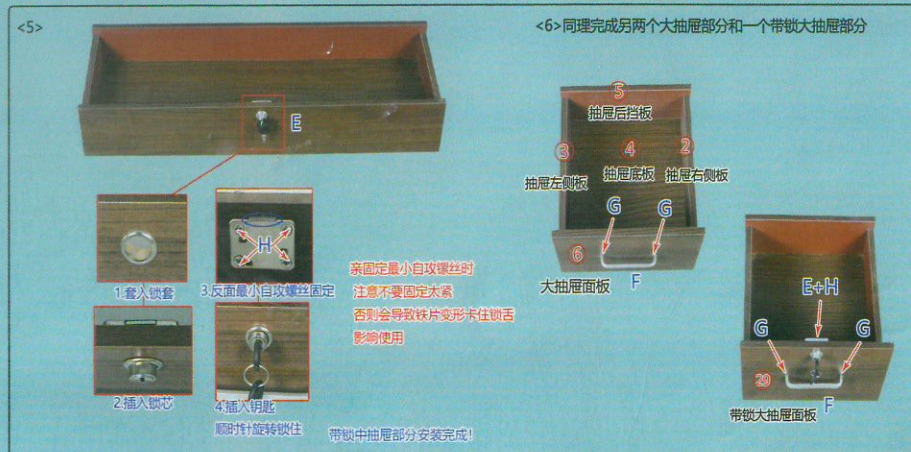 <5>
E
1.套入锁套
2.插入锁芯
H
3.反面最小自攻螺丝固定
4.插入钥匙
顺时针旋转锁住
亲固定最小自攻螺丝时
注意不要固定太紧
否则会导致铁片变形卡住锁舌
影响使用
带锁中抽屉部分安装完成!
<6>同理完成另两个大抽屉部分和一个带锁大抽屉部分
5
抽屉后挡板
3
抽屉左侧板
4
抽屉底板
2
抽屉右侧板
G G
6
大抽屉面板
F
E+H
G G
29
带锁大抽屉面板
F